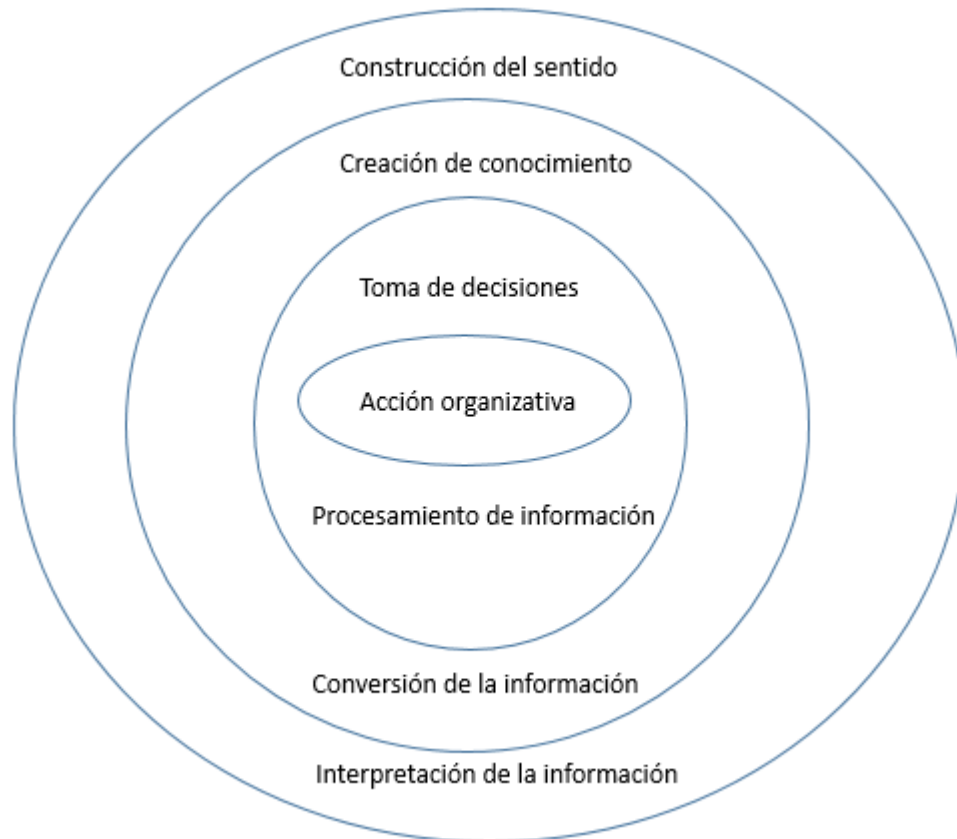 Construcción del sentido
Creación de conocimiento
Toma de decisiones
Acción organizativa
Procesamiento de información
Conversión de la información
Interpretación de la información